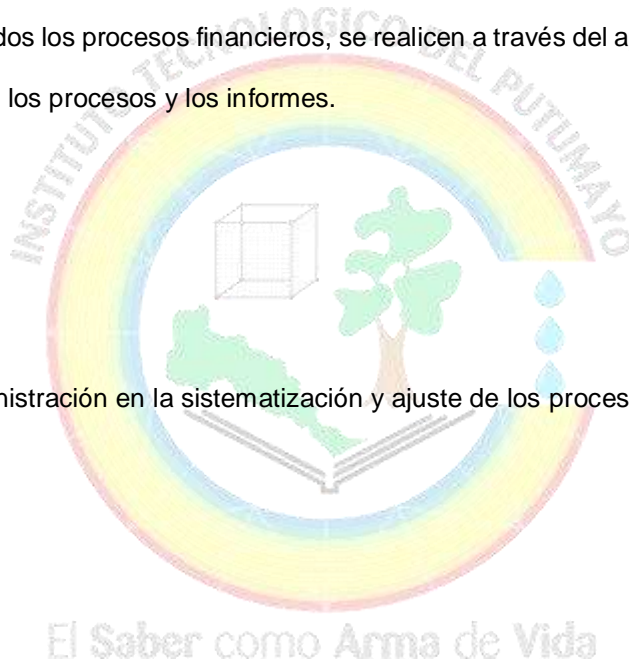 dos los procesos financieros, se realicen a través del a
los procesos y los informes.
INSTITUTO TECNOLOGICO DEL PUTUMAYO
nistración en la sistematización y ajuste de los proces
El Saber como Arma de Vida